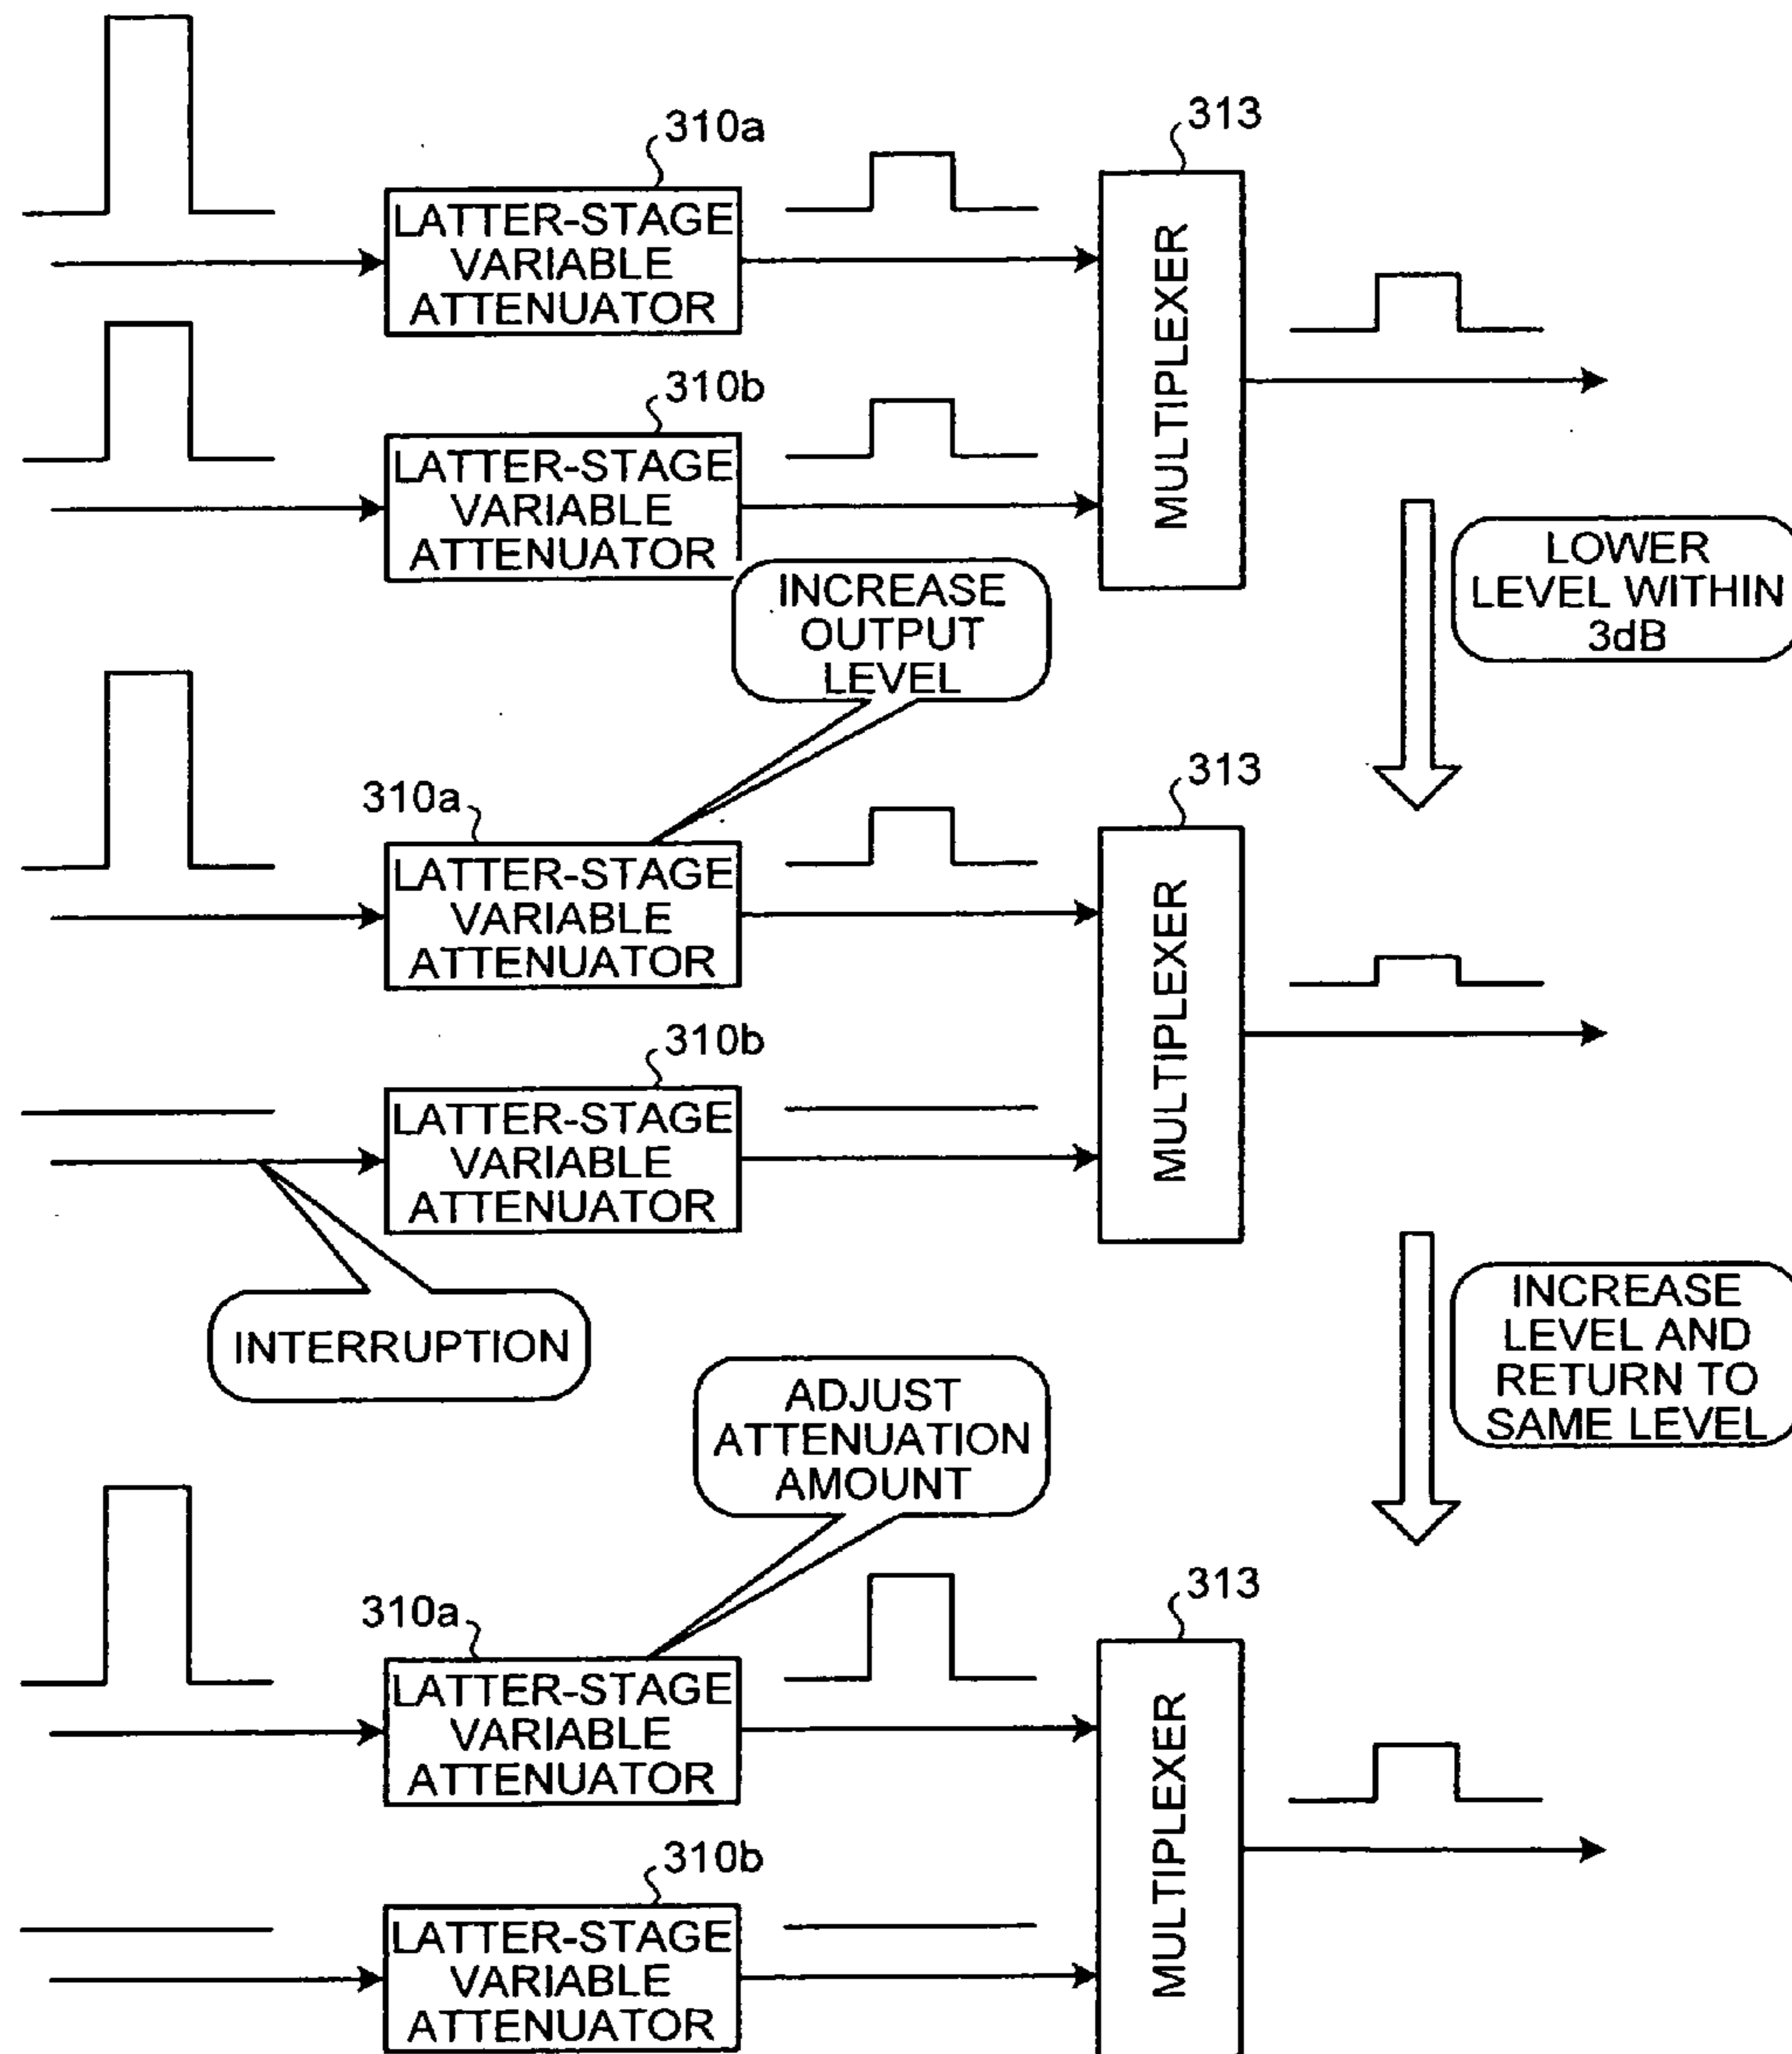 310a
313
LATTER-STAGE
VARIABLE
ATTENUATOR
MULTIPLEXER
310b
LATTER-STAGE
VARIABLE
ATTENUATOR
LOWER
LEVEL WITHIN
3dB
INCREASE
OUTPUT
LEVEL
310a
313
LATTER-STAGE
VARIABLE
ATTENUATOR
MULTIPLEXER
310b
LATTER-STAGE
VARIABLE
ATTENUATOR
INTERRUPTION
INCREASE
LEVEL AND
RETURN TO
SAME LEVEL
ADJUST
ATTENUATION
AMOUNT
310a
313
LATTER-STAGE
VARIABLE
ATTENUATOR
MULTIPLEXER
310b
LATTER-STAGE
VARIABLE
ATTENUATOR